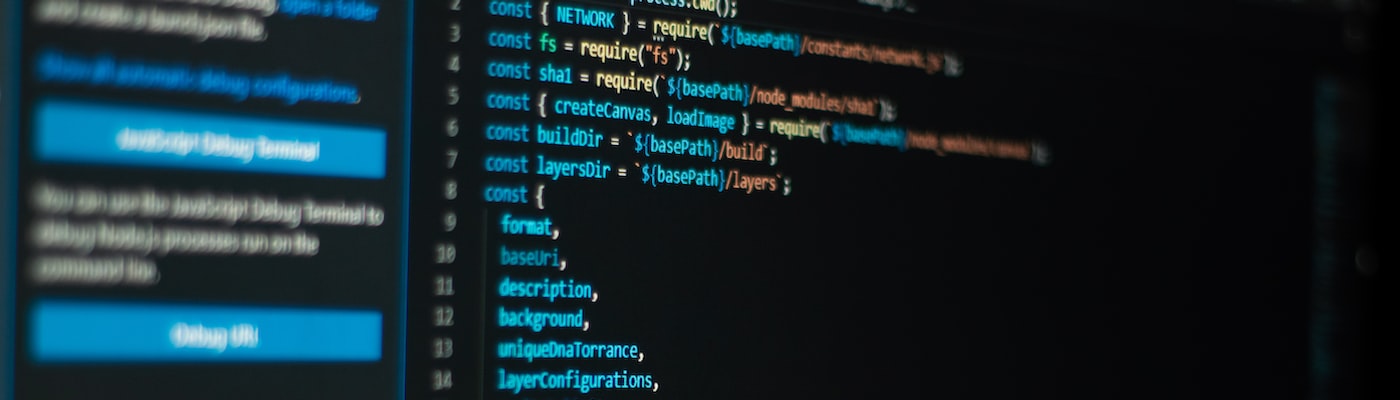 open a folder
and create a launch.json file.
Show all automatic debug configurations.
JavaScript Debug Terminal
You can use the JavaScript Debug Terminal to
debug Node.js processes run on the
command line.
Debug URL
process.cwd();
2 const { NETWORK } = require(`${basePath}/constants/network.js`);
3 const fs = require("fs");
4 const sha1 = require(`${basePath}/node_modules/sha1`);
5 const { createCanvas, loadImage } = require(`${basePath}/node_modules/canvas`);
6 const buildDir = `${basePath}/build`;
7 const layersDir = `${basePath}/layers`;
8 const {
9 format,
10 baseUri,
11 description,
12 background,
13 uniqueDnaTorrance,
14 layerConfigurations,